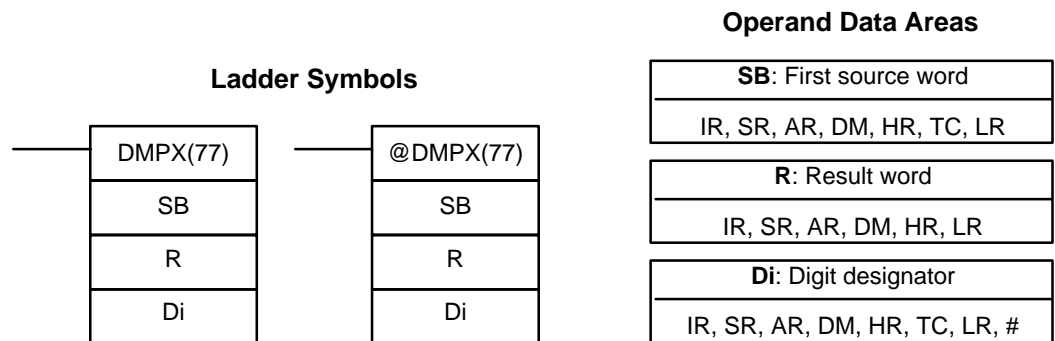 Ladder Symbols
DMPX(77)
SB
R
Di
@DMPX(77)
SB
R
Di
Operand Data Areas
SB: First source word
IR, SR, AR, DM, HR, TC, LR
R: Result word
IR, SR, AR, DM, HR, LR
Di: Digit designator
IR, SR, AR, DM, HR, TC, LR, #